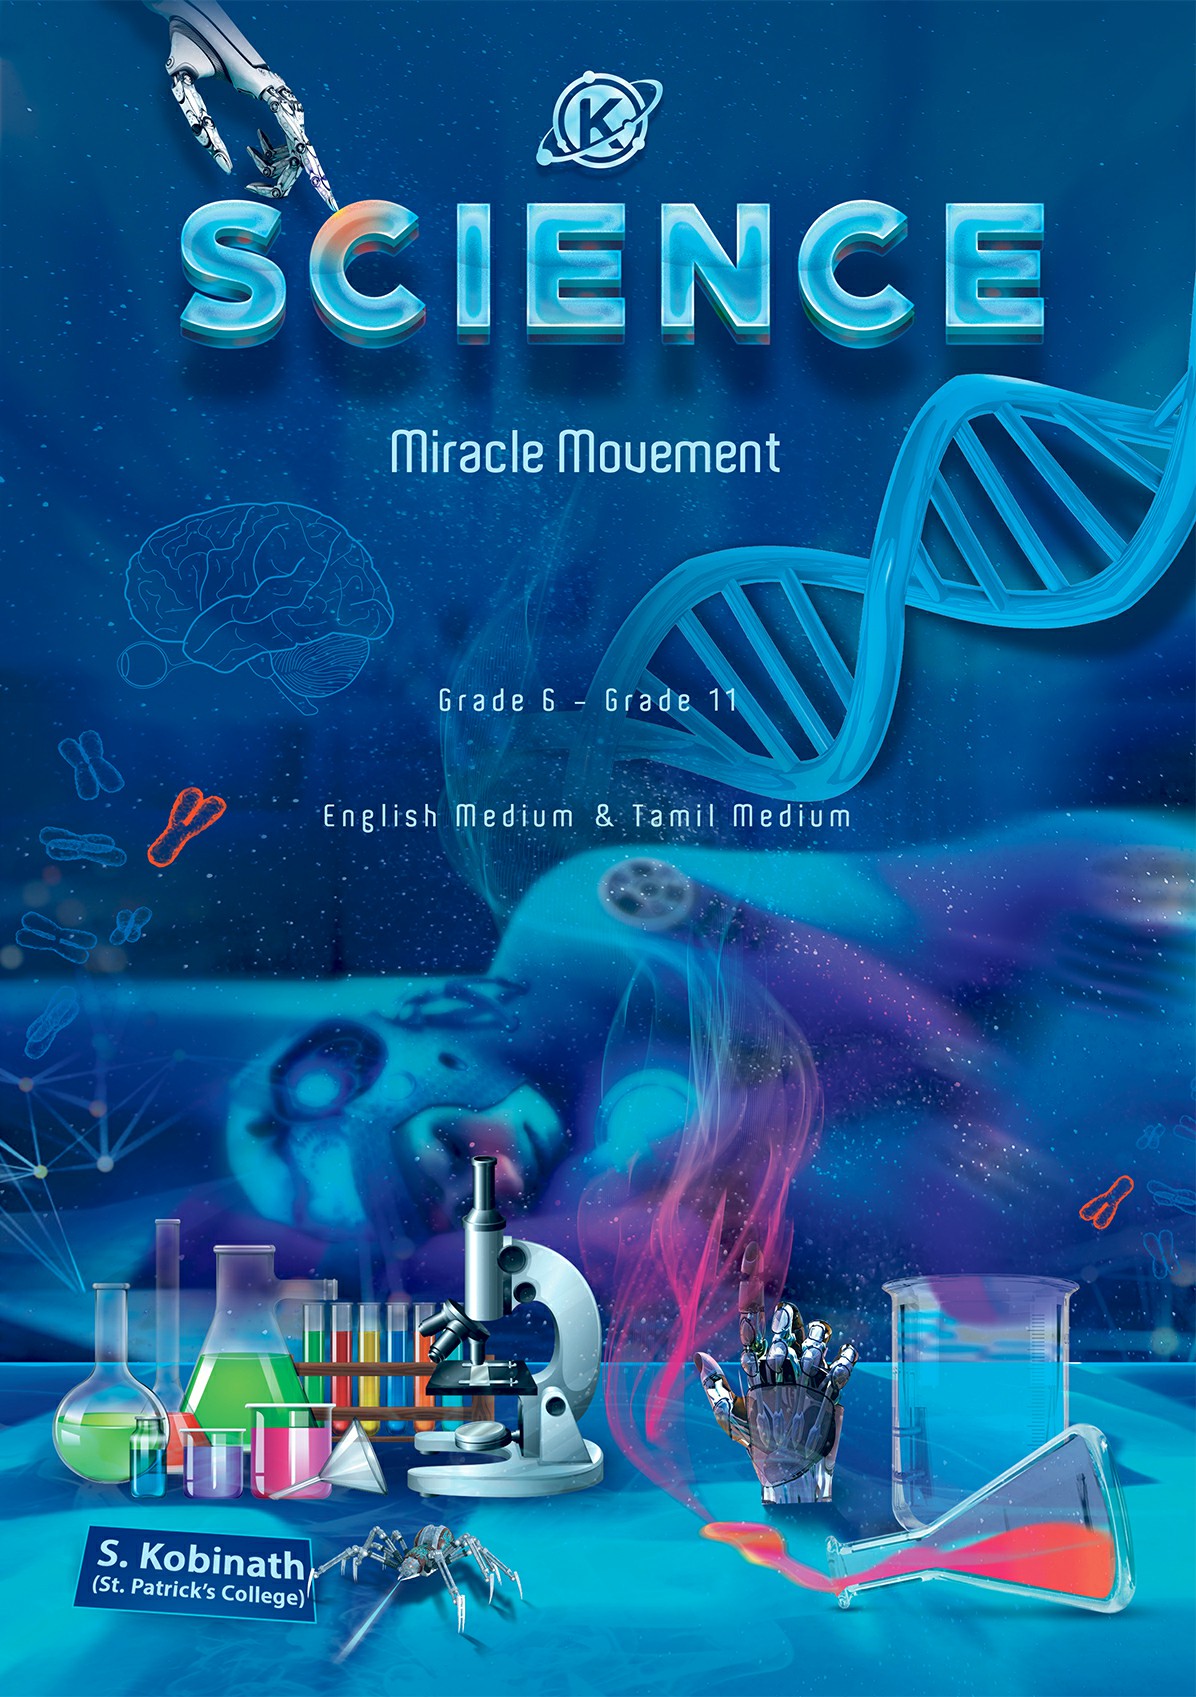 K
SCIENCE
Miracle Movement
Grade 6 - Grade 11
English Medium & Tamil Medium
S. Kobinath
(St. Patrick's College)